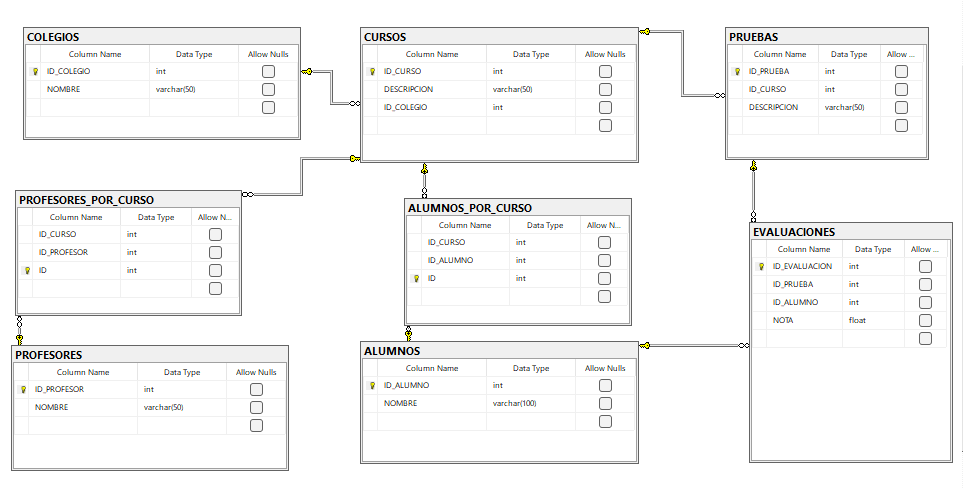 COLEGIOS
Column Name Data Type Allow Nulls
ID_COLEGIO int
NOMBRE varchar(50)
CURSOS
Column Name Data Type Allow Nulls
ID_CURSO int
DESCRIPCION varchar(50)
ID_COLEGIO int
PRUEBAS
Column Name Data Type Allow ...
ID_PRUEBA int
ID_CURSO int
DESCRIPCION varchar(50)
PROFESORES_POR_CURSO
Column Name Data Type Allow N...
ID_CURSO int
ID_PROFESOR int
ID int
ALUMNOS_POR_CURSO
Column Name Data Type Allow N...
ID_CURSO int
ID_ALUMNO int
ID int
EVALUACIONES
Column Name Data Type Allow ...
ID_EVALUACION int
ID_PRUEBA int
ID_ALUMNO int
NOTA float
PROFESORES
Column Name Data Type Allow Nulls
ID_PROFESOR int
NOMBRE varchar(50)
ALUMNOS
Column Name Data Type Allow Nulls
ID_ALUMNO int
NOMBRE varchar(100)